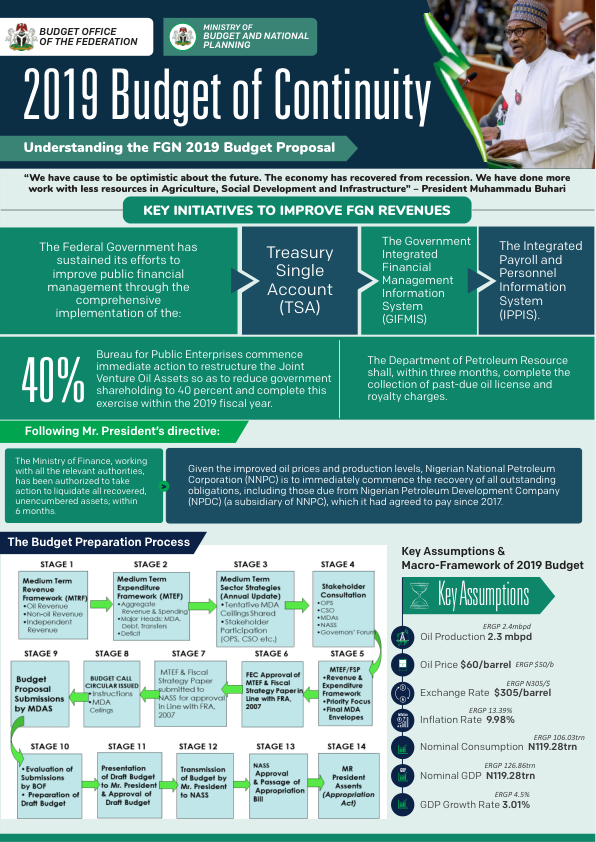 BUDGET OFFICE
OF THE FEDERATION
MINISTRY OF
BUDGET AND NATIONAL
PLANNING
2019 Budget of Continuity
Understanding the FGN 2019 Budget Proposal
“We have cause to be optimistic about the future. The economy has recovered from recession. We have done more
work with less resources in Agriculture, Social Development and Infrastructure” – President Muhammadu Buhari
KEY INITIATIVES TO IMPROVE FGN REVENUES
The Federal Government has
sustained its efforts to
improve public financial
management through the
comprehensive
implementation of the:
Treasury
Single
Account
(TSA)
The Government
Integrated
Financial
Management
Information
System
(GIFMIS)
The Integrated
Payroll and
Personnel
Information
System
(IPPIS).
40%
Bureau for Public Enterprises commence
immediate action to restructure the Joint
Venture Oil Assets so as to reduce government
shareholding to 40 percent and complete this
exercise within the 2019 fiscal year.
The Department of Petroleum Resource
shall, within three months, complete the
collection of past-due oil license and
royalty charges.
Following Mr. President’s directive:
The Ministry of Finance, working
with all the relevant authorities,
has been authorized to take
action to liquidate all recovered,
unencumbered assets; within
6 months.
Given the improved oil prices and production levels, Nigerian National Petroleum
Corporation (NNPC) is to immediately commence the recovery of all outstanding
obligations, including those due from Nigerian Petroleum Development Company
(NPDC) (a subsidiary of NNPC), which it had agreed to pay since 2017.
The Budget Preparation Process
STAGE 1
Medium Term
Revenue
Framework (MTRF)
•Oil Revenue
•Non-oil Revenue
•Independent
Revenue
STAGE 2
Medium Term
Expenditure
Framework (MTEF)
•Aggregate
Revenue & Spending
•Major Heads: MDA,
Debt, Transfers
•Deficit
STAGE 3
Medium Term
Sector Strategies
(Annual Update)
•Tentative MDA
Ceilings Shared
•Stakeholder
Participation
(OPS, CSO etc.)
STAGE 4
Stakeholder
Consultation
•OPS
•CSO
•MDAs
•NASS
•Governors' Forum
STAGE 9
Budget
Proposal
Submissions
by MDAS
STAGE 8
BUDGET CALL
CIRCULAR ISSUED
•Instructions
•MDA
Ceilings
STAGE 7
MTEF & Fiscal
Strategy Paper
submitted to
NASS for approval
in Line with FRA,
2007
STAGE 6
FEC Approval of
MTEF & Fiscal
Strategy Paper in
Line with FRA,
2007
STAGE 5
MTEF/FSP
•Revenue &
Expenditure
Framework
•Priority Focus
•Final MDA
Envelopes
STAGE 10
• Evaluation of
Submissions
by BOF
• Preparation of
Draft Budget
STAGE 11
Presentation
of Draft Budget
to Mr. President
& Approval of
Draft Budget
STAGE 12
Transmission
of Budget by Mr.
President
to NASS
STAGE 13
NASS
Approval
& Passage of
Appropriation
Bill
STAGE 14
MR
President
Assents
(Appropriation
Act)
Key Assumptions &
Macro-Framework of 2019 Budget
Key Assumptions
ERGP 2.4mbpd
Oil Production 2.3 mbpd
Oil Price $60/barrel ERGP $50/b
ERGP N305/$
Exchange Rate $305/barrel
ERGP 13.39%
Inflation Rate 9.98%
ERGP 106.03trn
Nominal Consumption N119.28trn
ERGP 126.86trn
Nominal GDP N119.28trn
ERGP 4.5%
GDP Growth Rate 3.01%